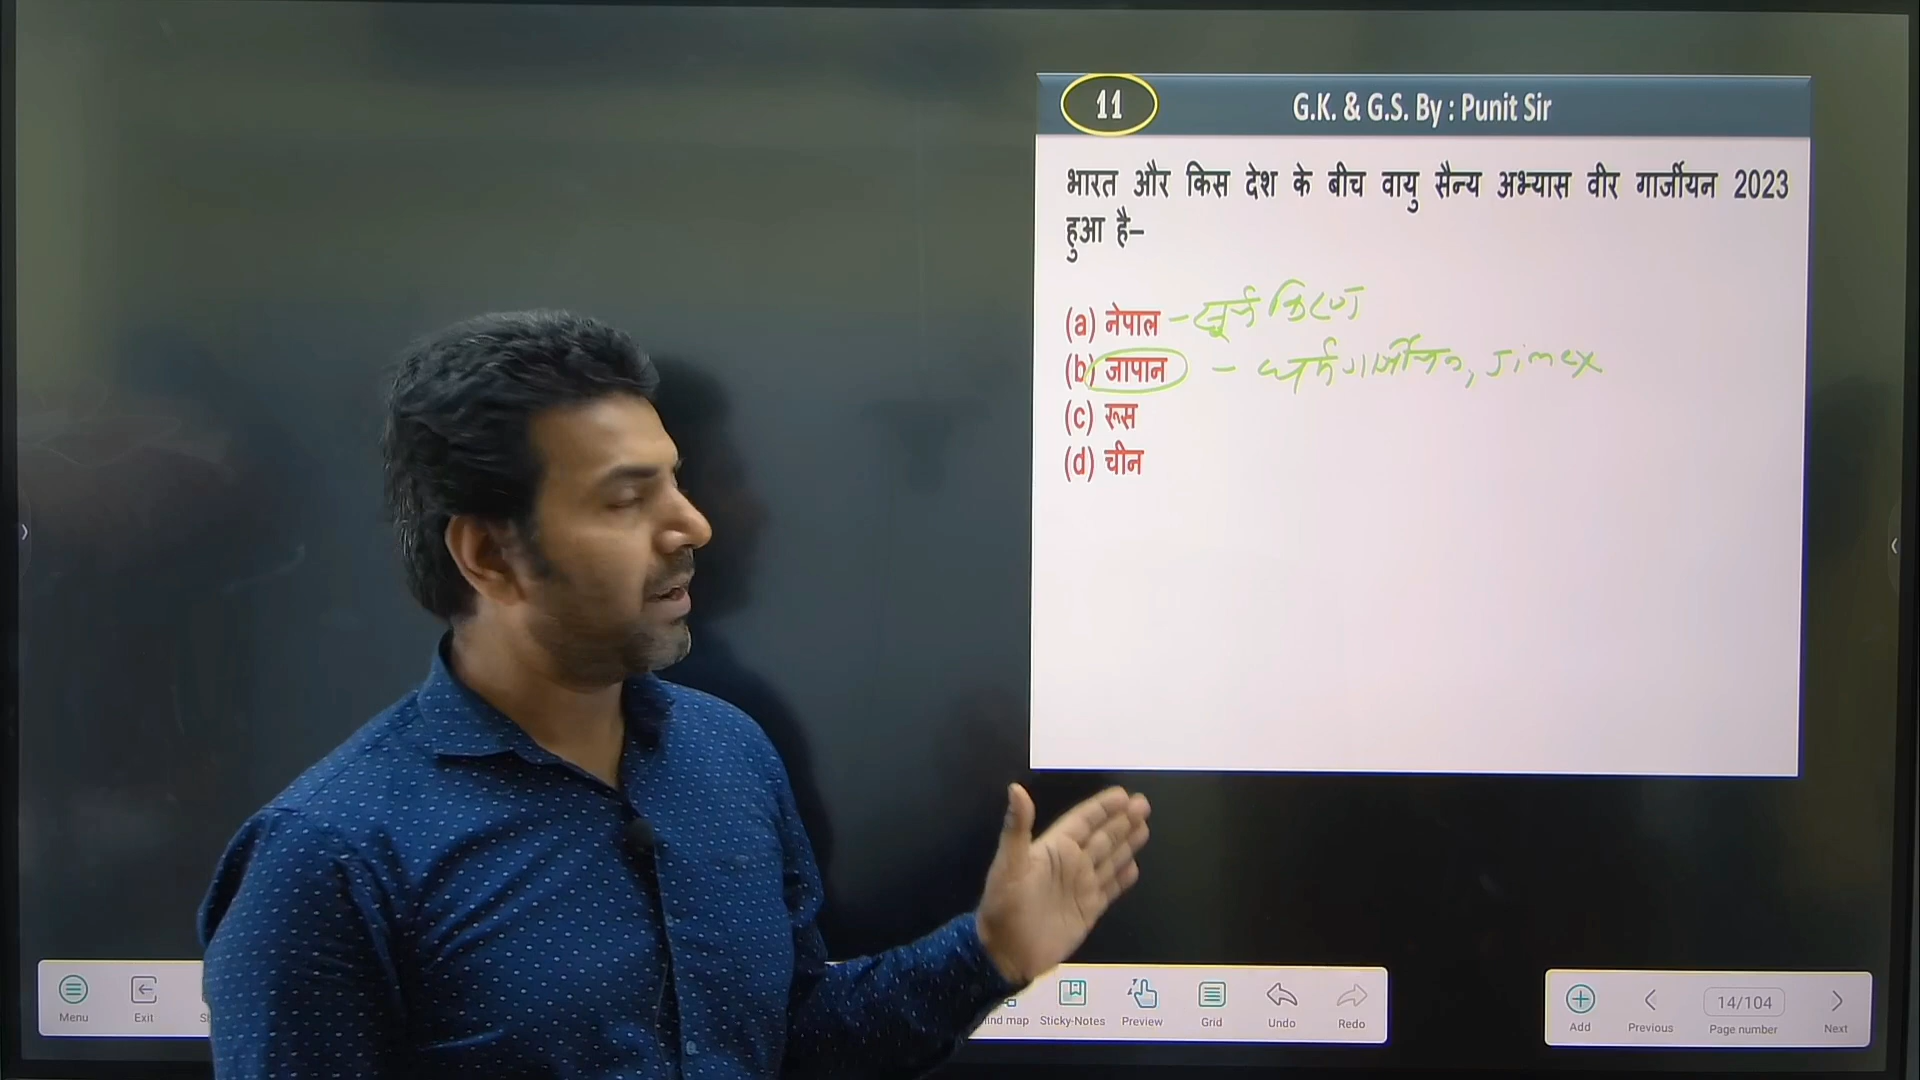 11
G.K. & G.S. By : Punit Sir
भारत और किस देश के बीच वायु सैन्य अभ्यास वीर गार्जीयन 2023
हुआ है–
(a) नेपाल – सूर्य किरण
(b) जापान – धर्म गार्जीयन, Jimex
(c) रूस
(d) चीन
Menu
Exit
Sticky-Notes
Preview
Grid
Undo
Redo
Add
Previous
14/104
Page number
Next